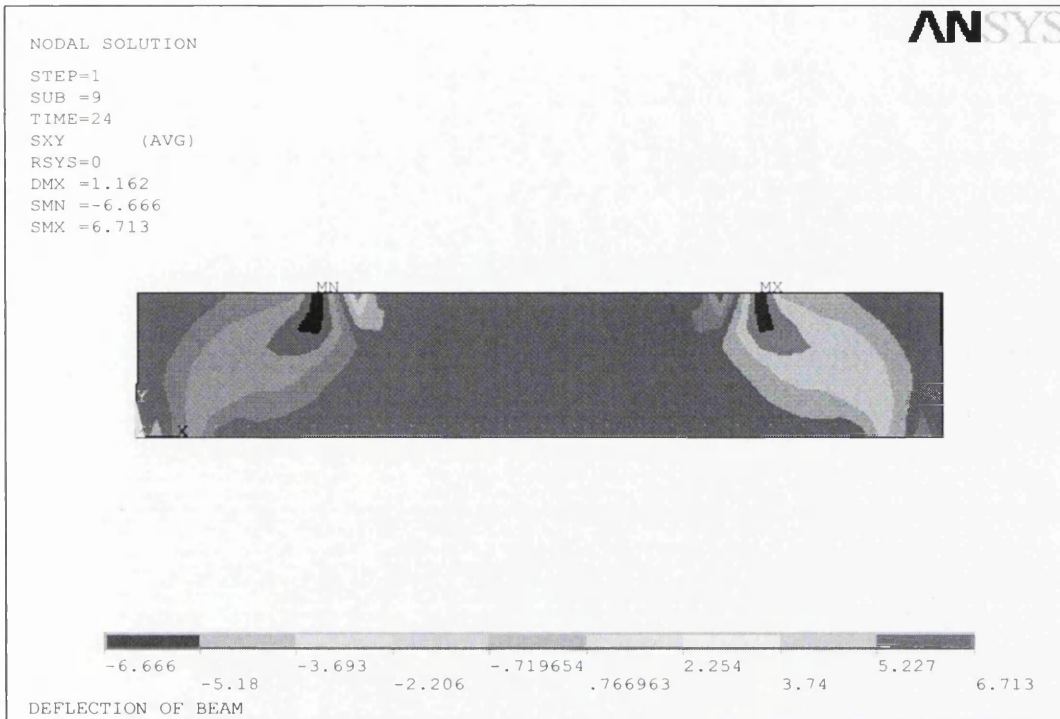 ANSYS
NODAL SOLUTION
STEP=1
SUB =9
TIME=24
SXY (AVG)
RSYS=0
DMX =1.162
SMN =-6.666
SMX =6.713
MN MX
Y
X
-6.666 -3.693 -.719654 2.254 5.227
-5.18 -2.206 .766963 3.74 6.713
DEFLECTION OF BEAM